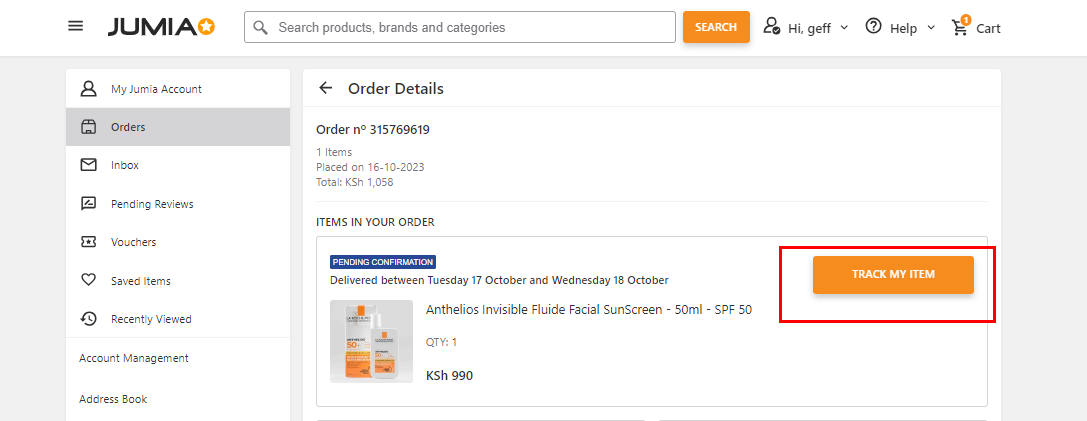 JUMIA
Search products, brands and categories
SEARCH
Hi, geff
Help
1
Cart
My Jumia Account
Orders
Inbox
Pending Reviews
Vouchers
Saved Items
Recently Viewed
Account Management
Address Book
Order Details
Order nº 315769619
1 Items
Placed on 16-10-2023
Total: KSh 1,058
ITEMS IN YOUR ORDER
PENDING CONFIRMATION
Delivered between Tuesday 17 October and Wednesday 18 October
TRACK MY ITEM
Anthelios Invisible Fluide Facial SunScreen - 50ml - SPF 50
QTY: 1
KSh 990
50+